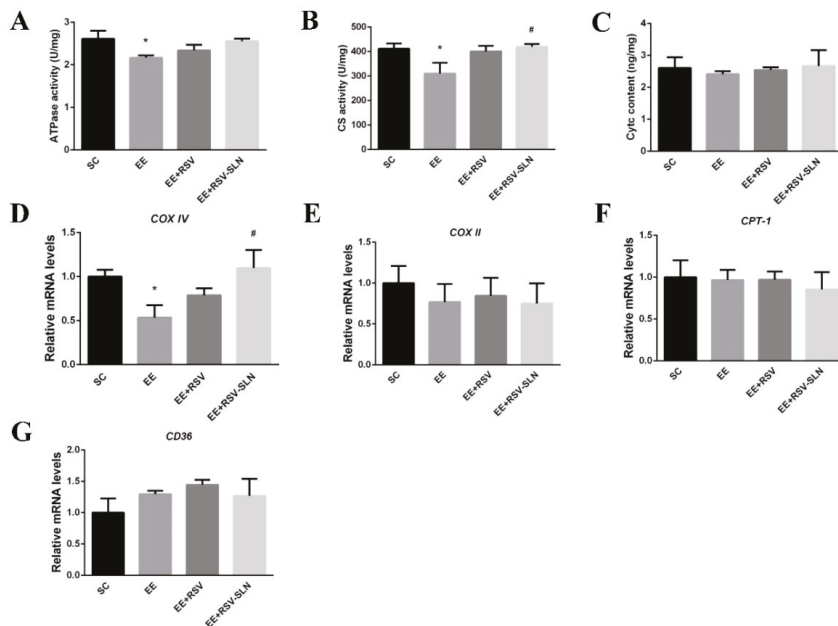 A
ATPase activity (U/mg)
3
2
1
0
*
SC
EE
EE+RSV
EE+RSV-SLN
B
CS activity (U/mg)
500
400
300
200
100
0
*
#
SC
EE
EE+RSV
EE+RSV-SLN
C
Cytc content (ng/mg)
4
3
2
1
0
SC
EE
EE+RSV
EE+RSV-SLN
D
COX IV
Relative mRNA levels
1.5
1.0
0.5
0.0
*
#
SC
EE
EE+RSV
EE+RSV-SLN
E
COX II
Relative mRNA levels
1.5
1.0
0.5
0.0
SC
EE
EE+RSV
EE+RSV-SLN
F
CPT-1
Relative mRNA levels
1.5
1.0
0.5
0.0
SC
EE
EE+RSV
EE+RSV-SLN
G
CD36
Relative mRNA levels
2.0
1.5
1.0
0.5
0.0
SC
EE
EE+RSV
EE+RSV-SLN